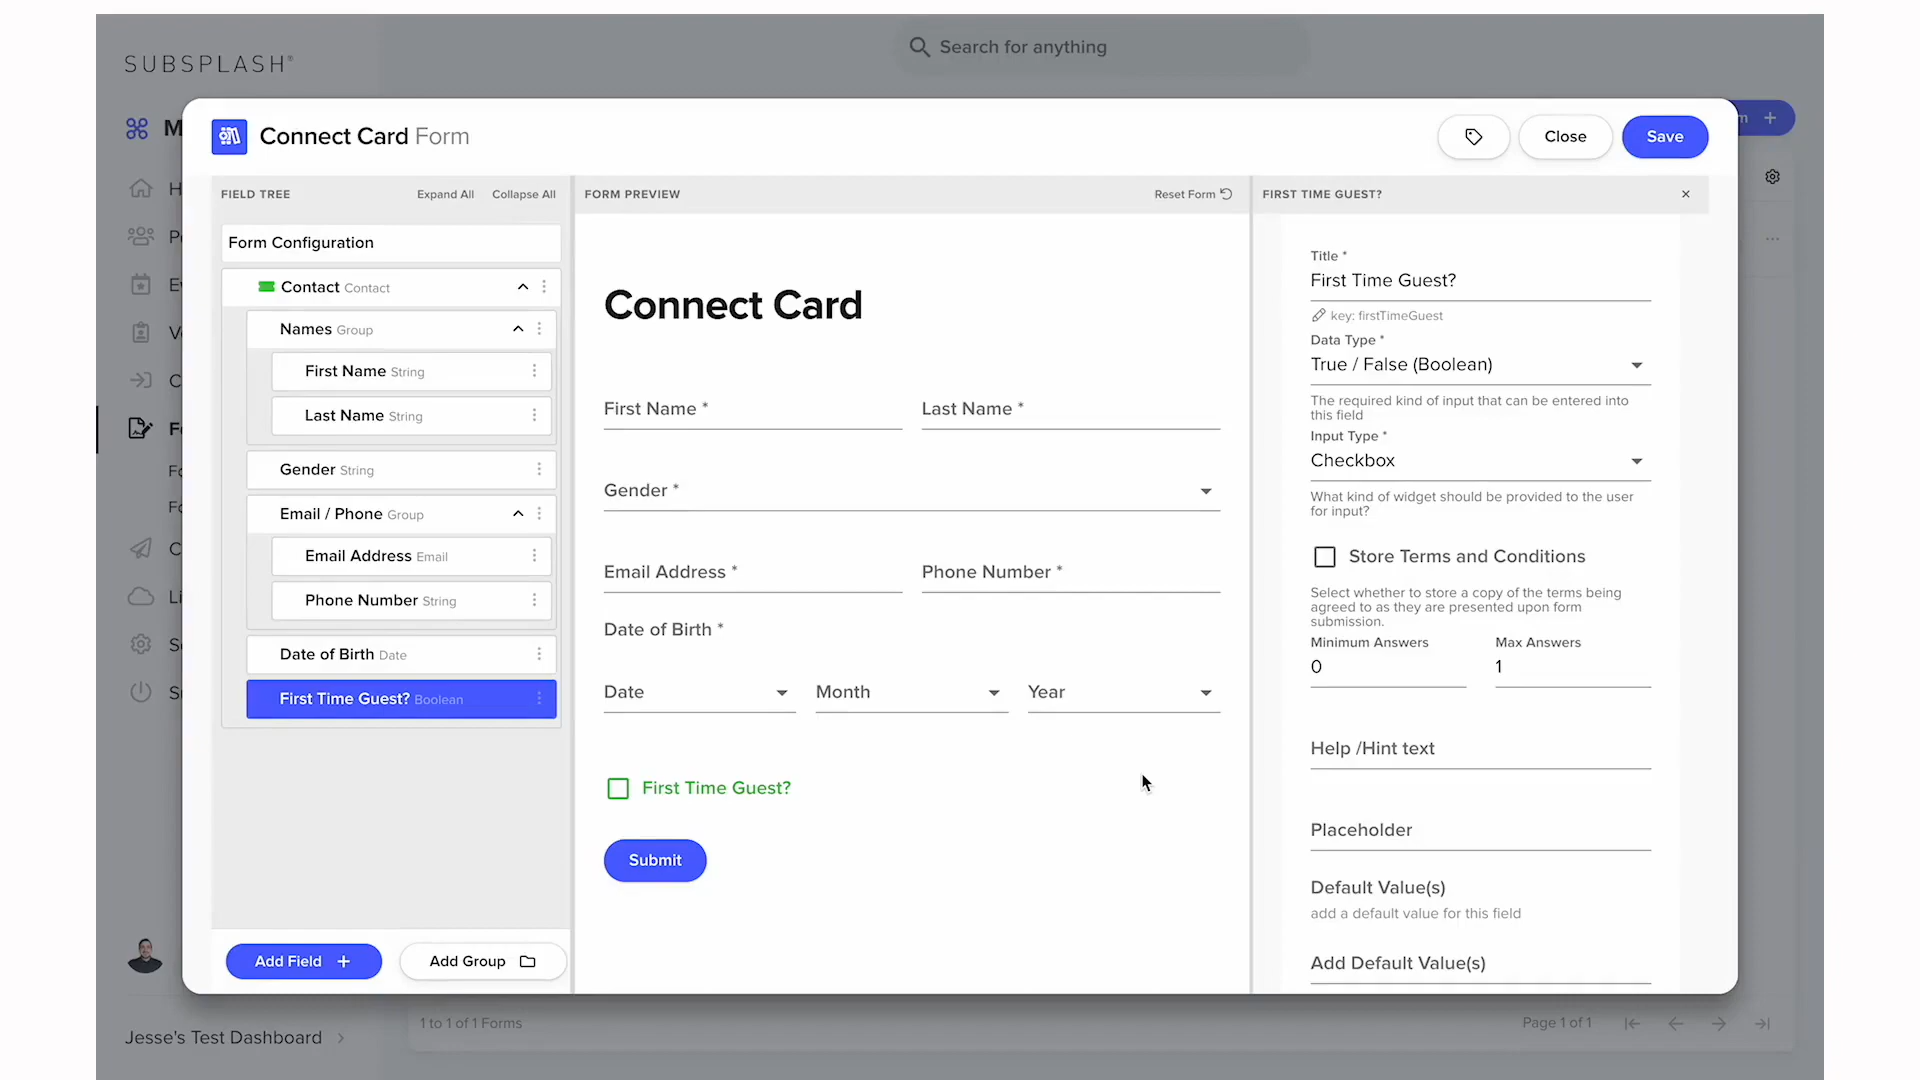 SUBSPLASH®
Search for anything
Connect Card Form
Close
Save
FIELD TREE
Expand All
Collapse All
FORM PREVIEW
Reset Form
FIRST TIME GUEST?
Form Configuration
Contact Contact
Names Group
First Name String
Last Name String
Gender String
Email / Phone Group
Email Address Email
Phone Number String
Date of Birth Date
First Time Guest? Boolean
Add Field +
Add Group
Connect Card
First Name *
Last Name *
Gender *
Email Address *
Phone Number *
Date of Birth *
Date
Month
Year
First Time Guest?
Submit
Title *
First Time Guest?
key: firstTimeGuest
Data Type *
True / False (Boolean)
The required kind of input that can be entered into
this field
Input Type *
Checkbox
What kind of widget should be provided to the user
for input?
Store Terms and Conditions
Select whether to store a copy of the terms being
agreed to as they are presented upon form
submission.
Minimum Answers
Max Answers
0
1
Help /Hint text
Placeholder
Default Value(s)
add a default value for this field
Add Default Value(s)
Jesse's Test Dashboard
1 to 1 of 1 Forms
Page 1 of 1